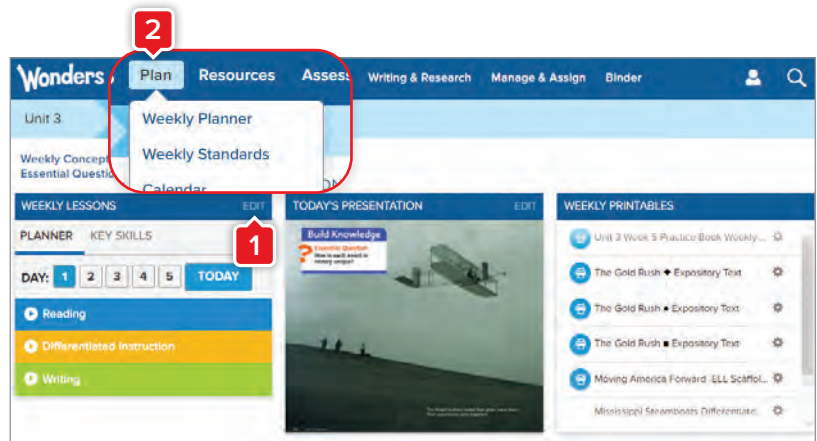 2
Wonders Plan Resources Assess Writing & Research Manage & Assign Binder
Unit 3
Weekly Planner
Weekly Standards
Calendar
Weekly Concept
Essential Question
WEEKLY LESSONS EDIT
PLANNER KEY SKILLS
1
DAY: 1 2 3 4 5 TODAY
Reading
Differentiated Instruction
Writing
TODAY'S PRESENTATION EDIT
Build Knowledge
Essential Question
How is each event in
history unique?
WEEKLY PRINTABLES
Unit 3 Week 5 Practice Book Weekly...
The Gold Rush ✦ Expository Text
The Gold Rush • Expository Text
The Gold Rush ■ Expository Text
Moving America Forward -ELL Scaffol...
Mississippi Steamboats Differentiate...